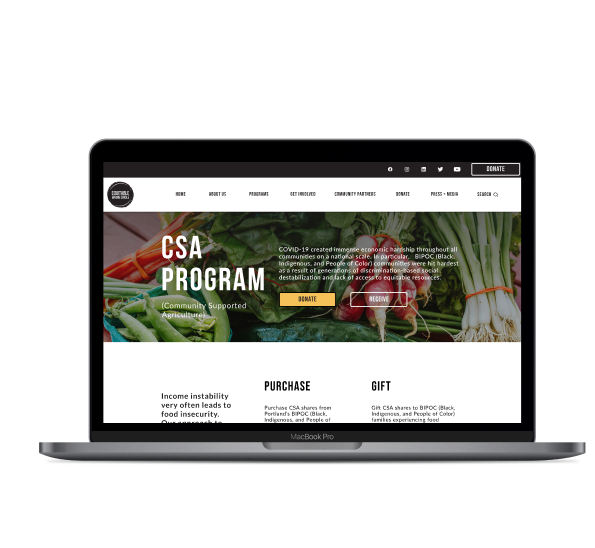 DONATE
EQUITABLE
GIVING CIRCLE
HOME ABOUT US PROGRAMS GET INVOLVED COMMUNITY PARTNERS DONATE PRESS + MEDIA SEARCH
CSA
PROGRAM
(Community Supported
Agriculture)
COVID-19 created immense economic hardship throughout all
communities on a national scale. In particular, BIPOC (Black,
Indigenous, and People of Color) communities were hit hardest
as a result of generations of discrimination-based social
destabilization and lack of access to equitable resources.
DONATE RECEIVE
Income instability
very often leads to
food insecurity.
Our approach to
PURCHASE
Purchase CSA shares from
Portland's BIPOC (Black,
Indigenous, and People of
GIFT
Gift CSA shares to BIPOC (Black,
Indigenous, and People of Color)
families experiencing food
MacBook Pro